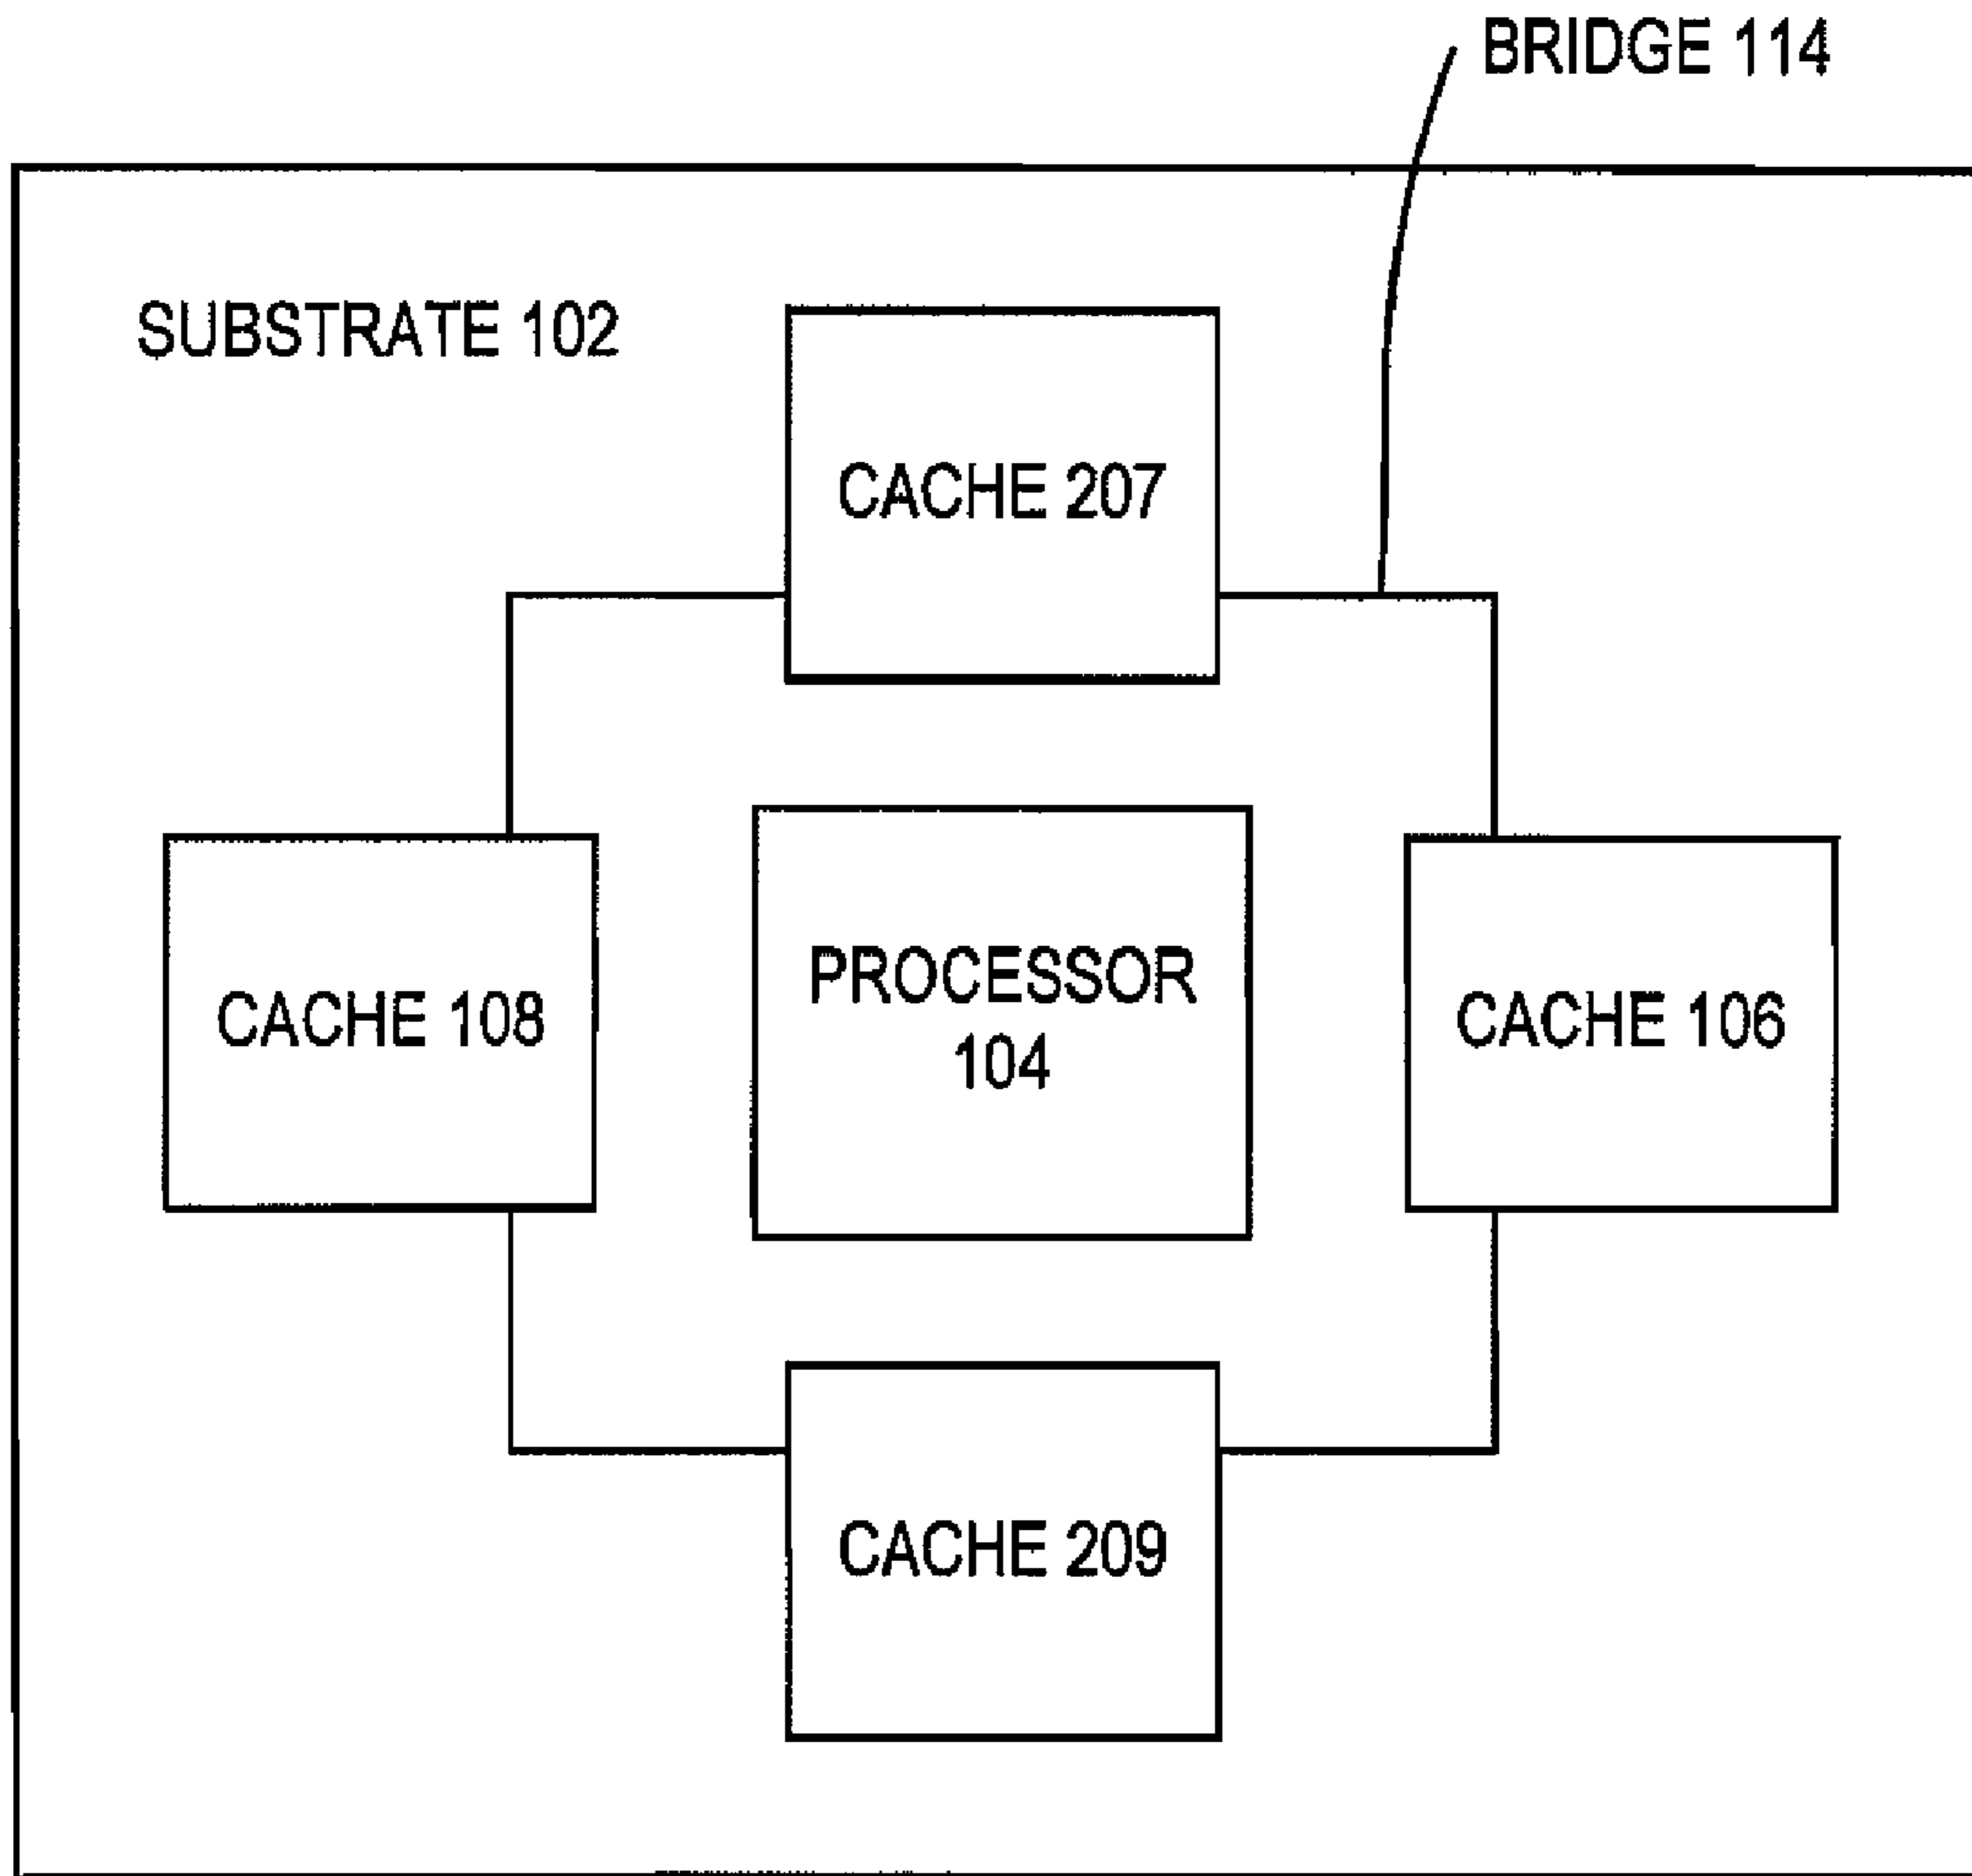 BRIDGE 114
SUBSTRATE 102
CACHE 207
CACHE 108
PROCESSOR
104
CACHE 106
CACHE 209